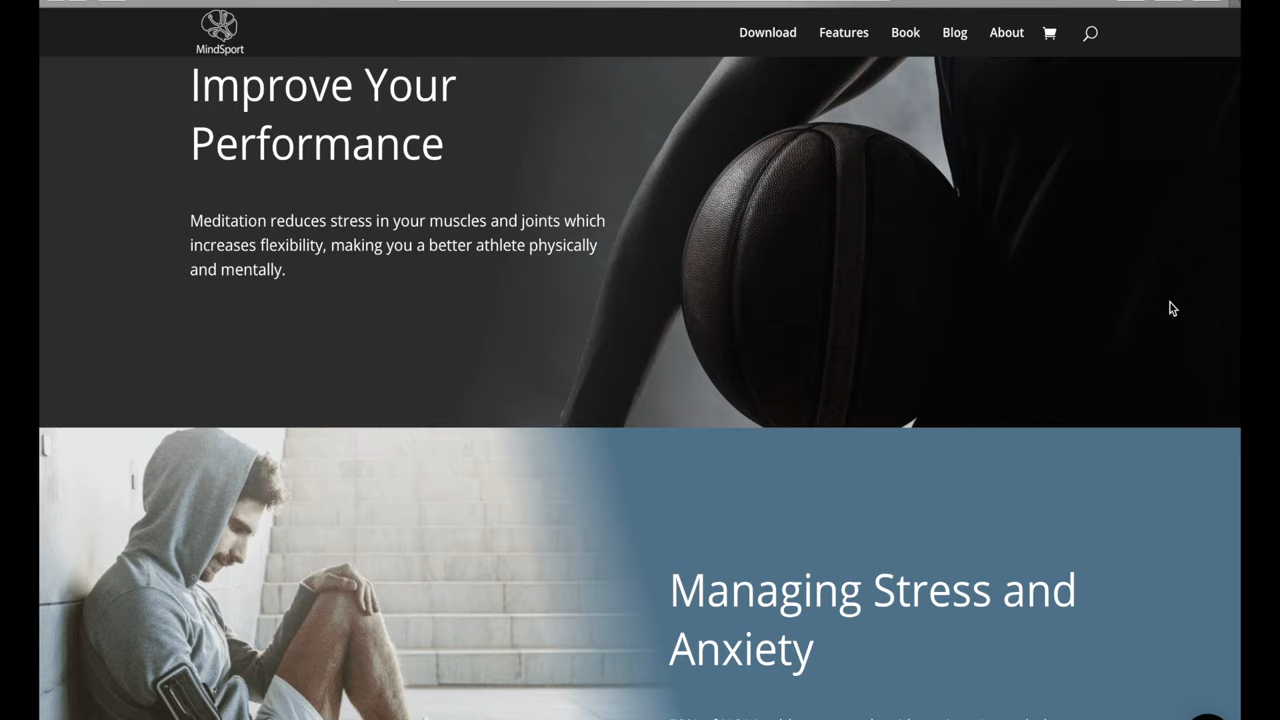 MindSport
Download Features Book Blog About
Improve Your
Performance
Meditation reduces stress in your muscles and joints which
increases flexibility, making you a better athlete physically
and mentally.
Managing Stress and
Anxiety